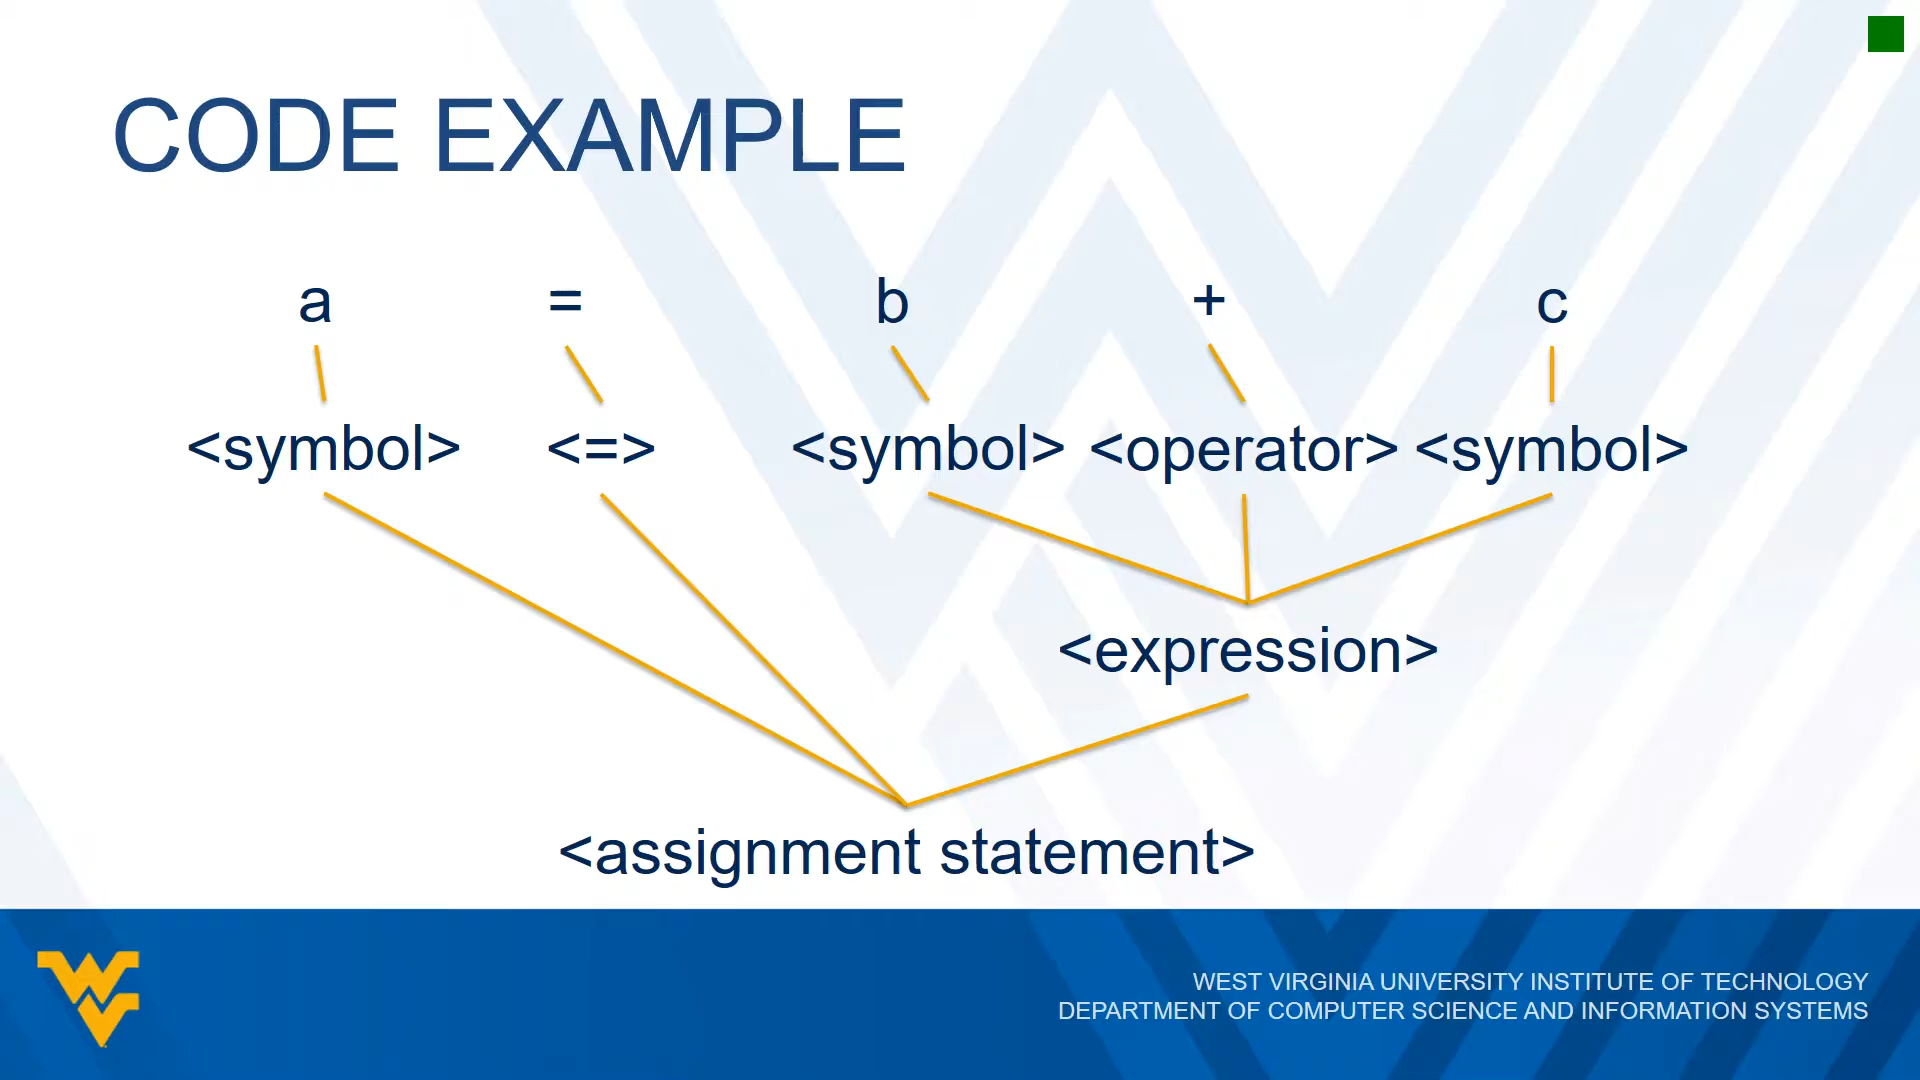 CODE EXAMPLE
a = b + c
<symbol> <=> <symbol> <operator> <symbol>
<expression>
<assignment statement>
WEST VIRGINIA UNIVERSITY INSTITUTE OF TECHNOLOGY
DEPARTMENT OF COMPUTER SCIENCE AND INFORMATION SYSTEMS